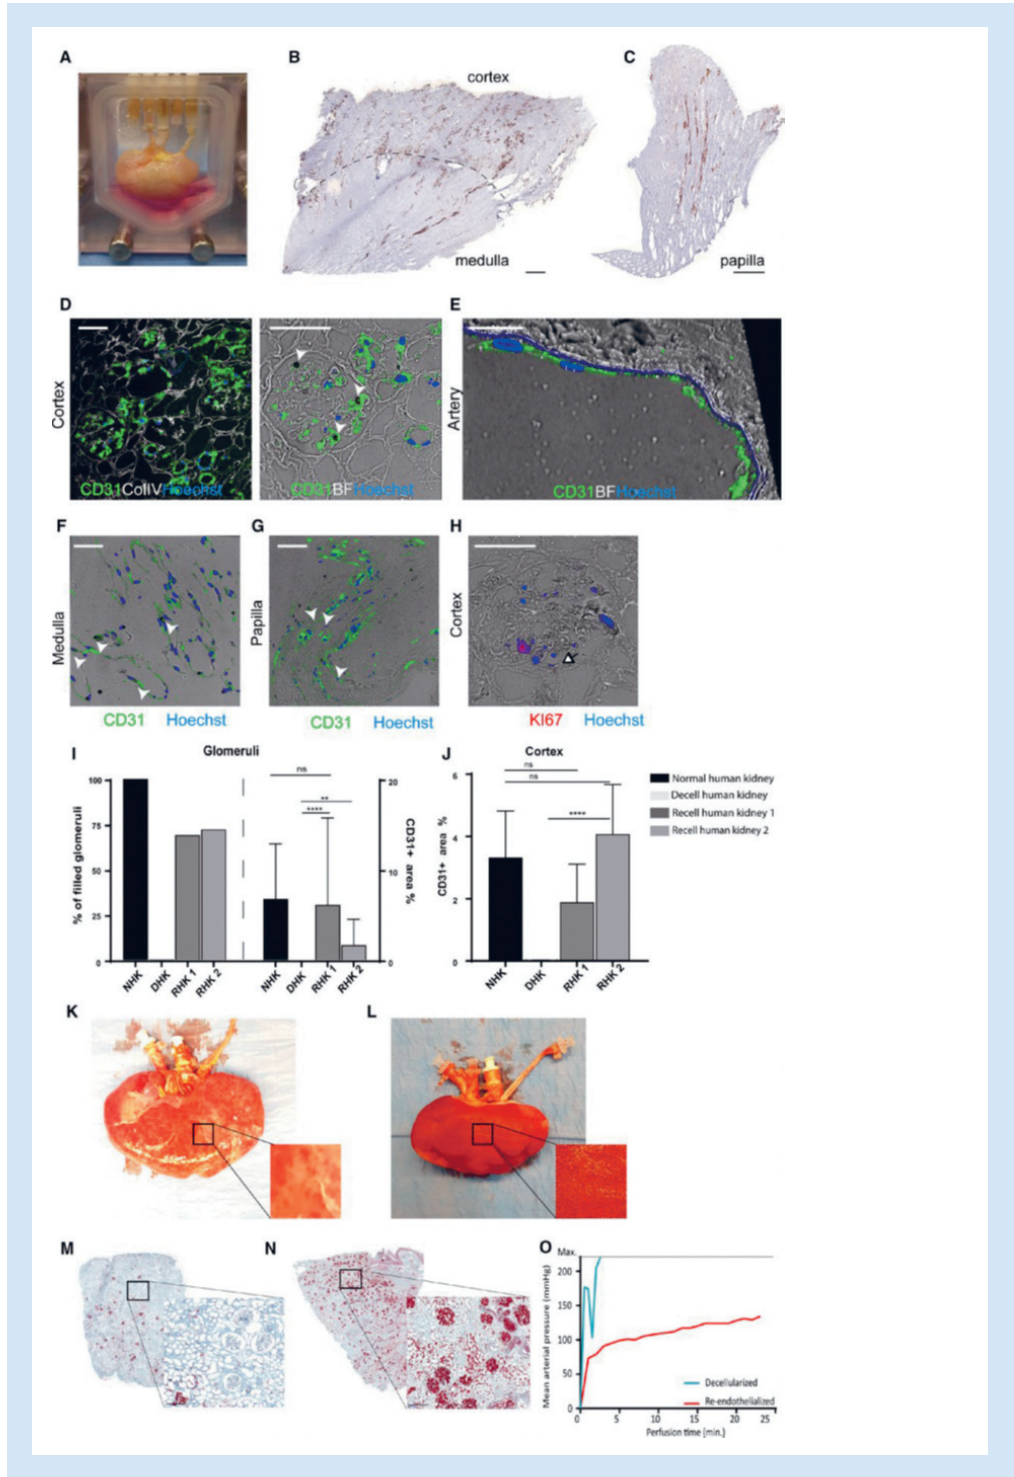 A
B
cortex
medulla
C
papilla
D
Cortex
CD31ColIVHoechst
CD31BFHoechst
E
Artery
CD31BFHoechst
F
Medulla
CD31 Hoechst
G
Papilla
CD31 Hoechst
H
Cortex
KI67 Hoechst
I
Glomeruli
% of filled glomeruli
100
75
50
25
0
ns
**
****
20
10
0
CD31+ area %
NHK
DHK
RHK 1
RHK 2
NHK
DHK
RHK 1
RHK 2
J
Cortex
CD31+ area %
6
4
2
0
ns
ns
****
NHK
DHK
RHK 1
RHK 2
Normal human kidney
Decell human kidney
Recell human kidney 1
Recell human kidney 2
K
L
M
N
O
Max.
Mean arterial pressure (mmHg)
200
150
100
50
0
Decellularized
Re-endothelialized
0 5 10 15 20 25
Perfusion time [min.]